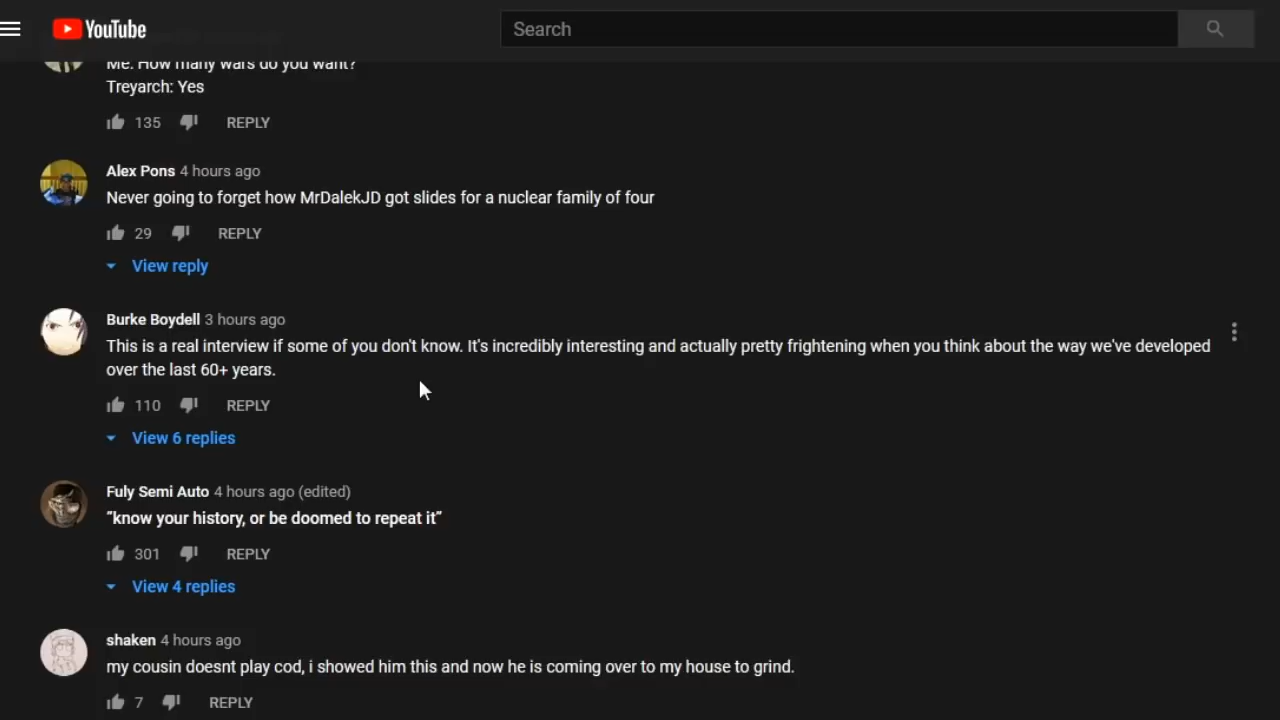 YouTube
Search
Me: How many wars do you want?
Treyarch: Yes
135 REPLY
Alex Pons 4 hours ago
Never going to forget how MrDalekJD got slides for a nuclear family of four
29 REPLY
View reply
Burke Boydell 3 hours ago
This is a real interview if some of you don't know. It's incredibly interesting and actually pretty frightening when you think about the way we've developed
over the last 60+ years.
110 REPLY
View 6 replies
Fuly Semi Auto 4 hours ago (edited)
“know your history, or be doomed to repeat it”
301 REPLY
View 4 replies
shaken 4 hours ago
my cousin doesnt play cod, i showed him this and now he is coming over to my house to grind.
7 REPLY